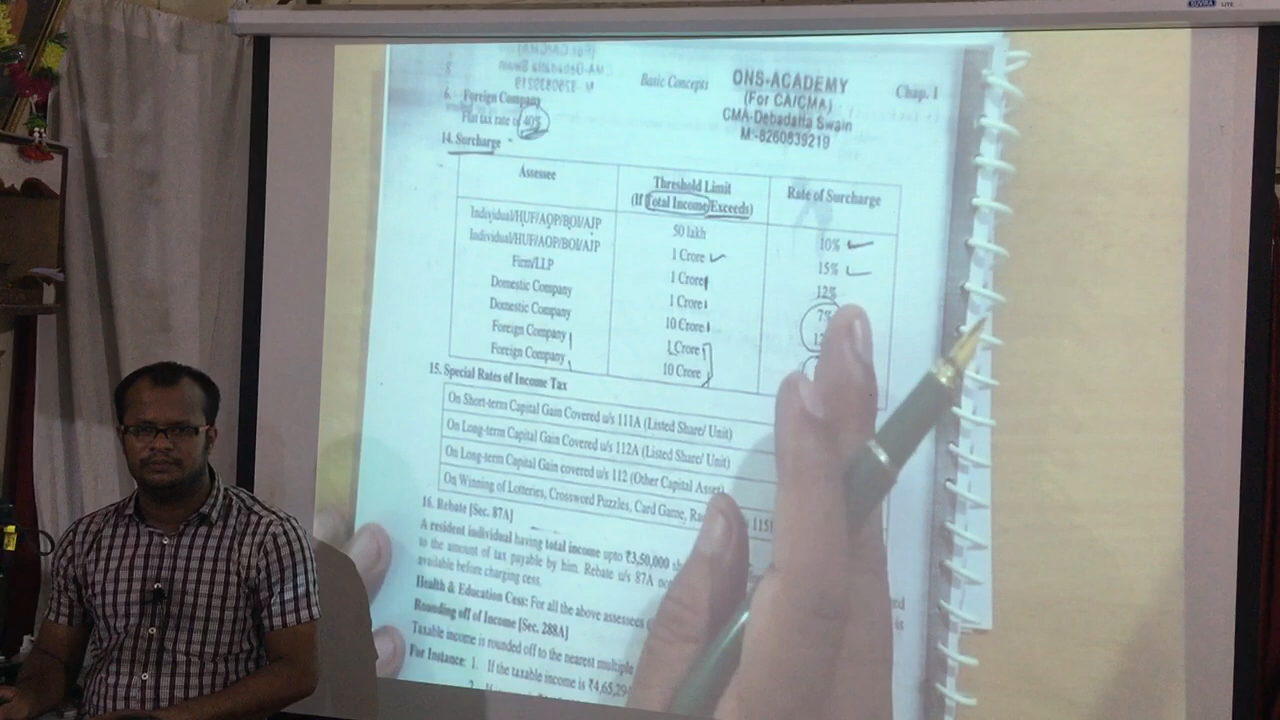 EUVIRA LITE
Basic Concepts
ONS-ACADEMY
(For CA/CMA)
CMA-Debadatta Swain
M:-8260839219
Chap. 1
6. Foreign Company
Flat tax rate of 40%
14. Surcharge
Assessee Threshold Limit Rate of Surcharge
(If Total Income Exceeds)
Individual/HUF/AOP/BOI/AJP 50 lakh 10%
Individual/HUF/AOP/BOI/AJP 1 Crore 15%
Firm/LLP 1 Crore 12%
Domestic Company 1 Crore 7%
Domestic Company 10 Crore
Foreign Company 1 Crore
Foreign Company 10 Crore
15. Special Rates of Income Tax
On Short-term Capital Gain Covered u/s 111A (Listed Share/ Unit)
On Long-term Capital Gain Covered u/s 112A (Listed Share/ Unit)
On Long-term Capital Gain covered u/s 112 (Other Capital Asset)
On Winning of Lotteries, Crossword Puzzles, Card Game,
16. Rebate [Sec. 87A]
A resident individual having total income upto ₹3,50,000
to the amount of tax payable by him. Rebate u/s 87A
available before charging cess.
Health & Education Cess: For all the above assessees
Rounding off of Income [Sec. 288A]
Taxable income is rounded off to the nearest multiple
For Instance: 1. If the taxable income is ₹4,65,29